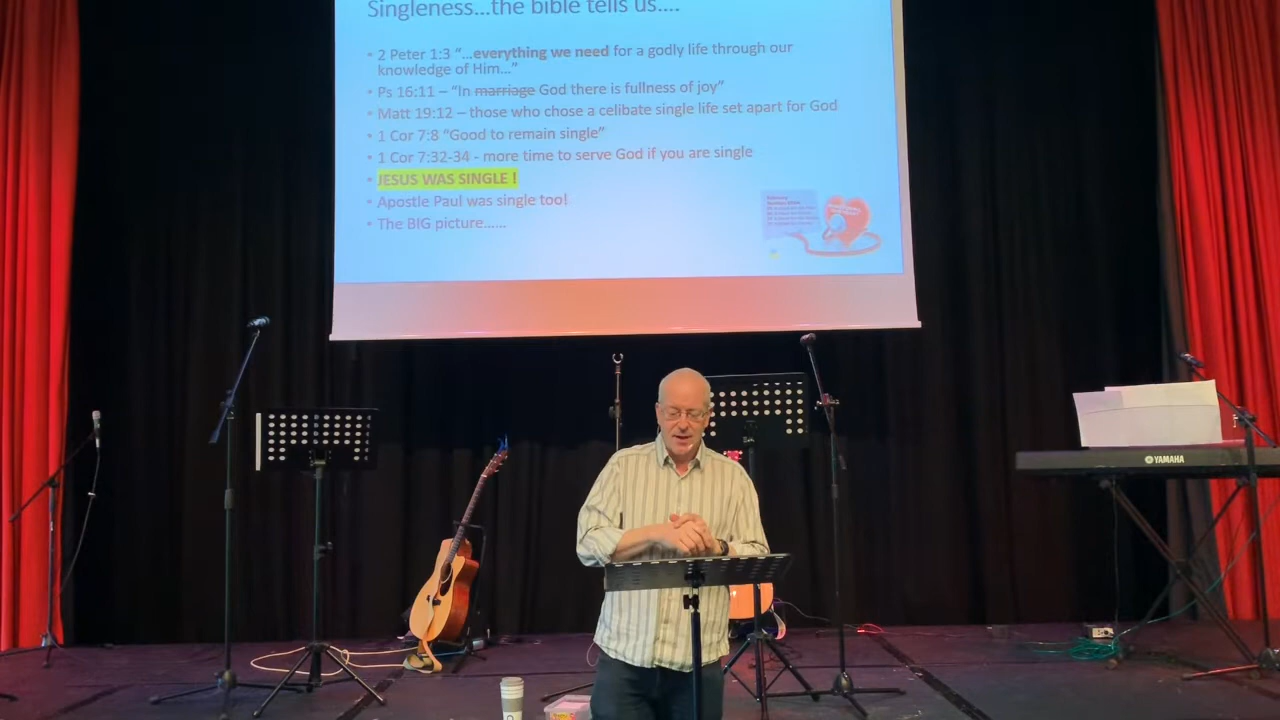 Singleness...the bible tells us....
• 2 Peter 1:3 “...everything we need for a godly life through our
knowledge of Him...”
• Ps 16:11 – “In marriage God there is fullness of joy”
• Matt 19:12 – those who chose a celibate single life set apart for God
• 1 Cor 7:8 “Good to remain single”
• 1 Cor 7:32-34 - more time to serve God if you are single
• JESUS WAS SINGLE !
• Apostle Paul was single too!
• The BIG picture......
YAMAHA